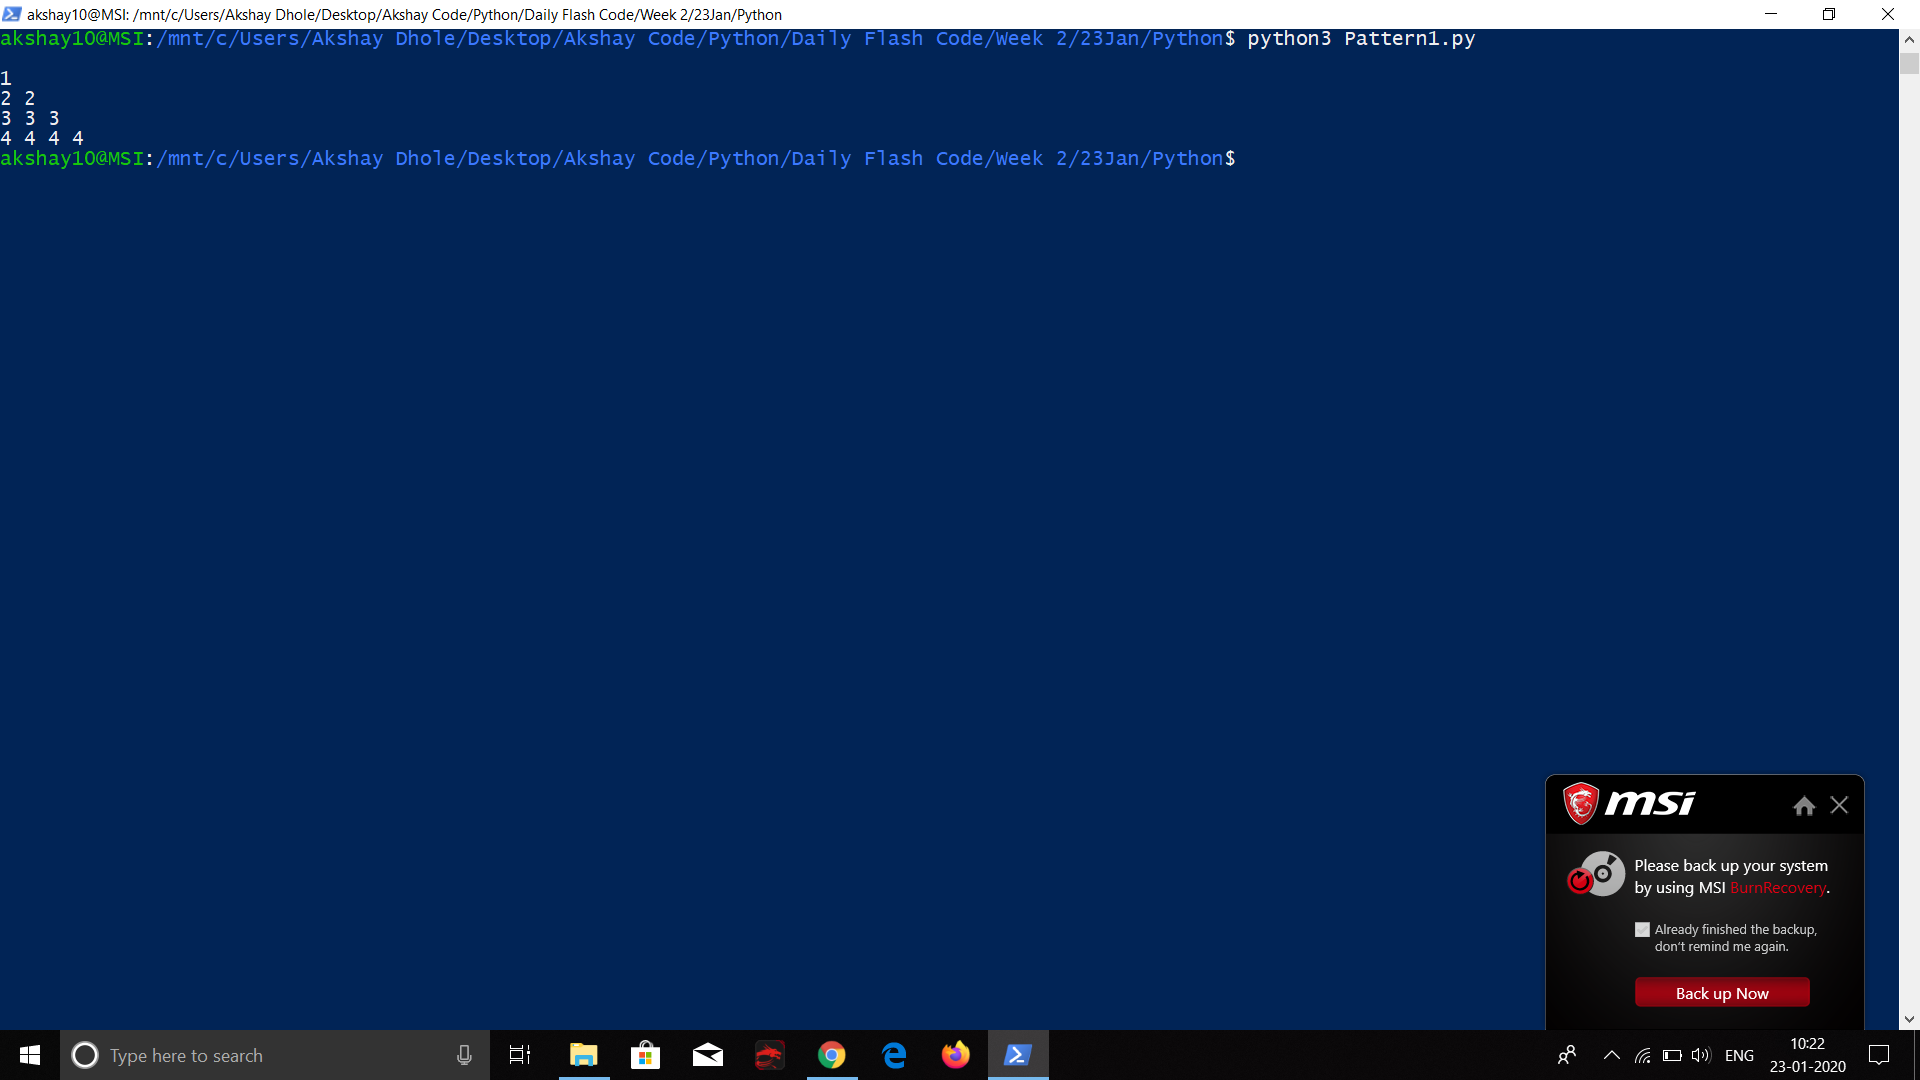 akshay10@MSI: /mnt/c/Users/Akshay Dhole/Desktop/Akshay Code/Python/Daily Flash Code/Week 2/23Jan/Python
akshay10@MSI:/mnt/c/Users/Akshay Dhole/Desktop/Akshay Code/Python/Daily Flash Code/Week 2/23Jan/Python$ python3 Pattern1.py
1
2 2
3 3 3
4 4 4 4
akshay10@MSI:/mnt/c/Users/Akshay Dhole/Desktop/Akshay Code/Python/Daily Flash Code/Week 2/23Jan/Python$
msi
Please back up your system
by using MSI BurnRecovery.
Already finished the backup,
don't remind me again.
Back up Now
Type here to search
ENG
10:22
23-01-2020